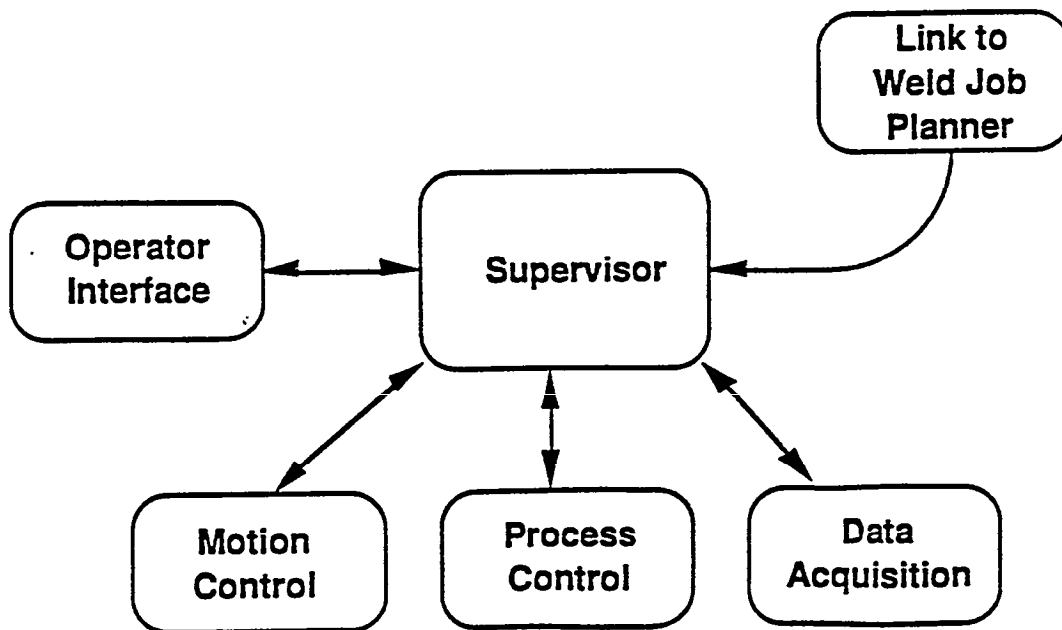 Link to
Weld Job
Planner
Operator
Interface
Supervisor
Motion
Control
Process
Control
Data
Acquisition